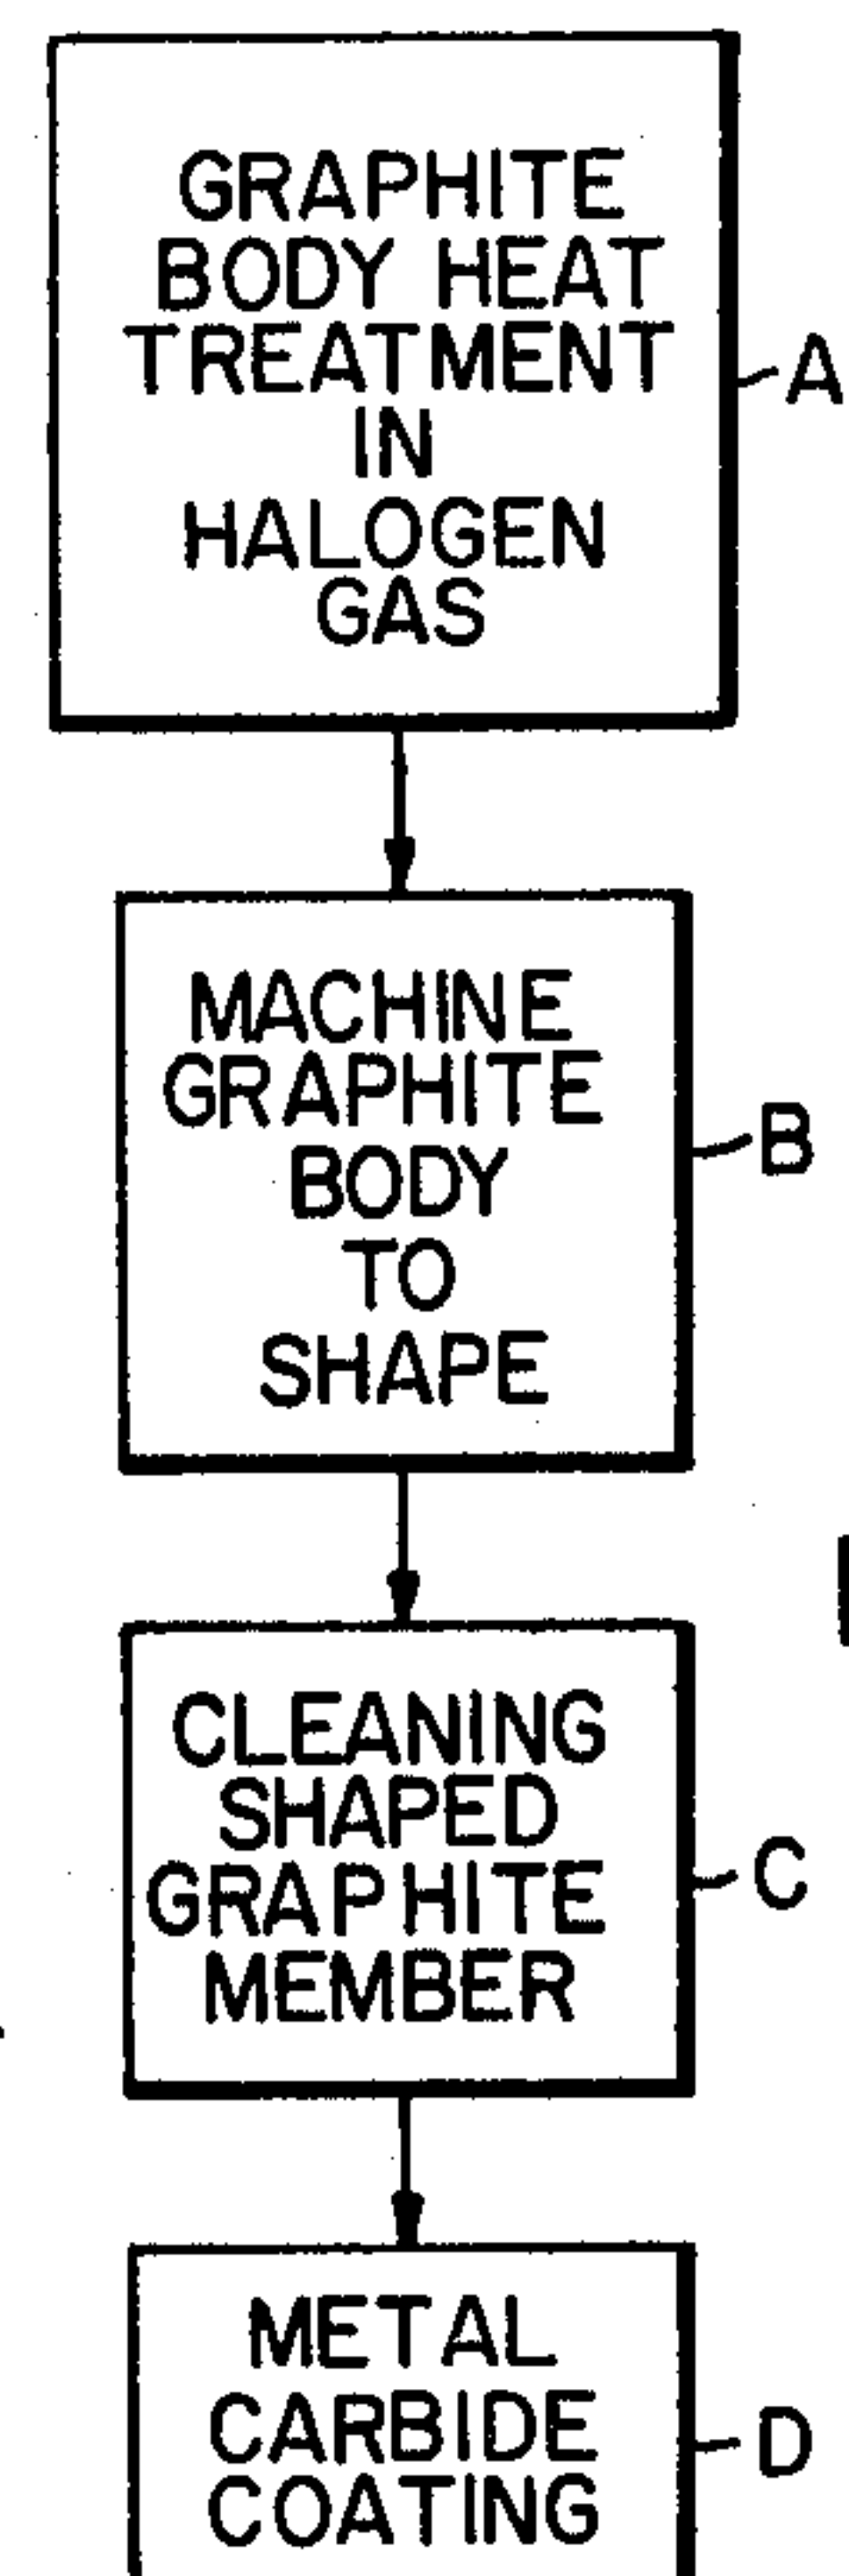 GRAPHITE
BODY HEAT
TREATMENT
IN
HALOGEN
GAS
A
MACHINE
GRAPHITE
BODY
TO
SHAPE
B
CLEANING
SHAPED
GRAPHITE
MEMBER
C
METAL
CARBIDE
COATING
D